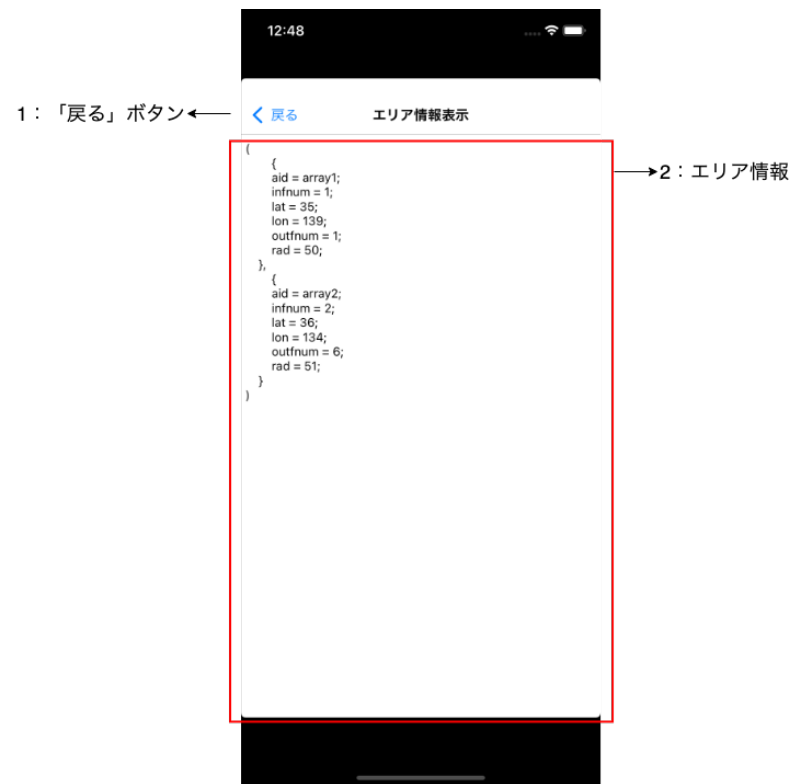 12:48
1：「戻る」ボタン
戻る
エリア情報表示
2：エリア情報
(
{
aid = array1;
infnum = 1;
lat = 35;
lon = 139;
outfnum = 1;
rad = 50;
},
{
aid = array2;
infnum = 2;
lat = 36;
lon = 134;
outfnum = 6;
rad = 51;
}
)